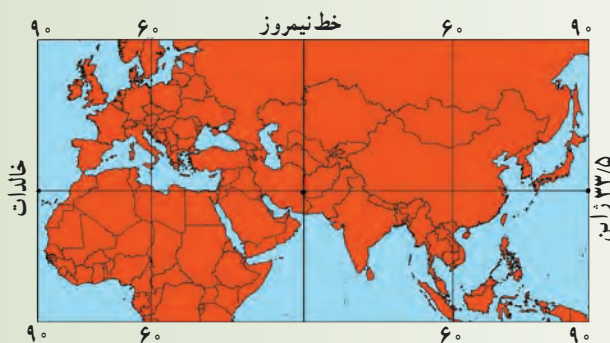 ۹۰ ۶۰ خط نیمروز ۶۰ ۹۰
خالدات
۳۳/۵ ژاپن
۹۰ ۶۰ ۶۰ ۹۰